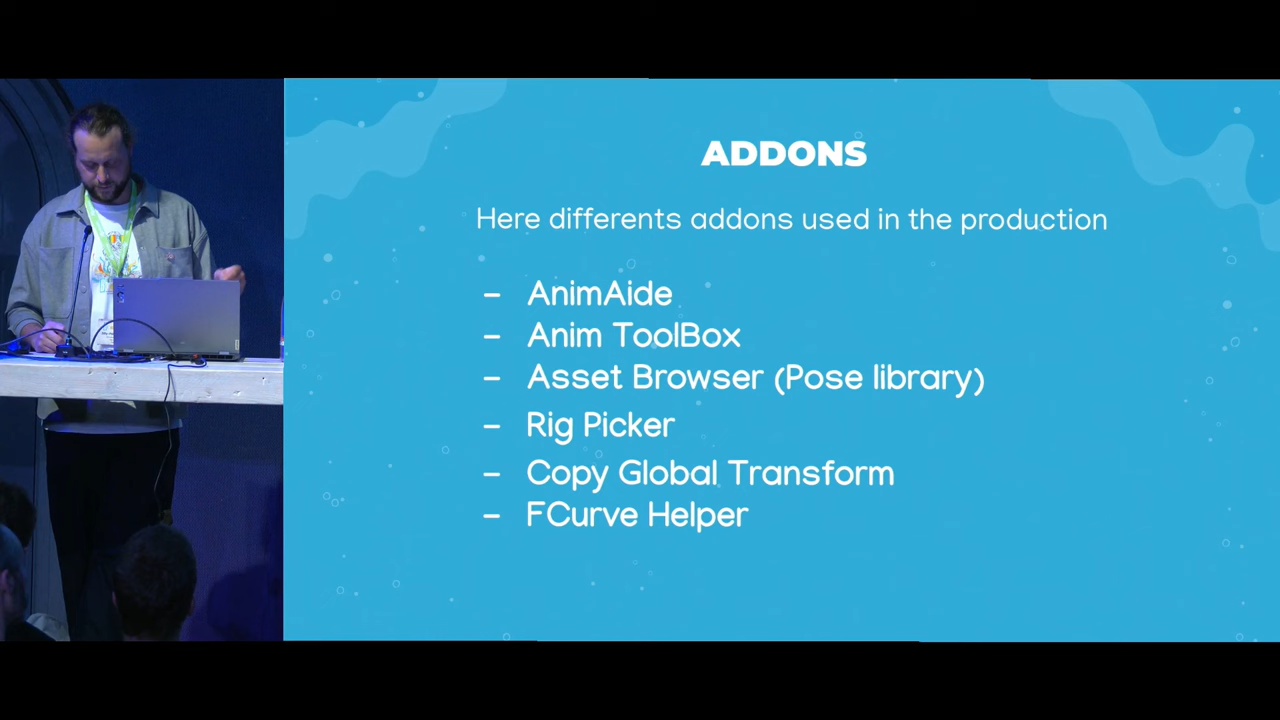 ADDONS
Here differents addons used in the production
- AnimAide
- Anim ToolBox
- Asset Browser (Pose library)
- Rig Picker
- Copy Global Transform
- FCurve Helper